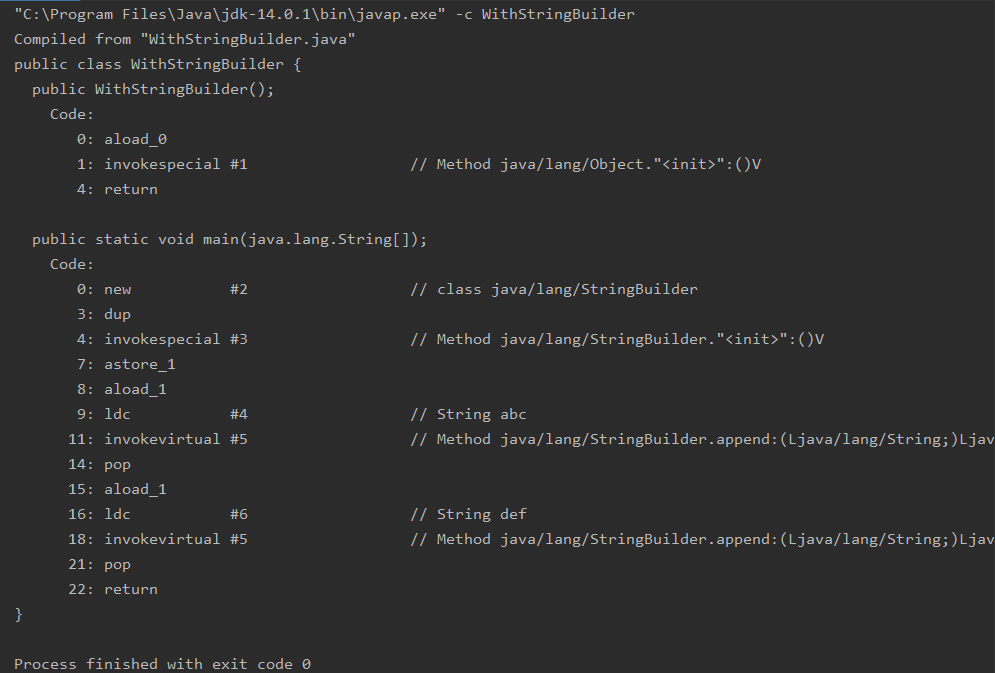 "C:\Program Files\Java\jdk-14.0.1\bin\javap.exe" -c WithStringBuilder
Compiled from "WithStringBuilder.java"
public class WithStringBuilder {
  public WithStringBuilder();
    Code:
       0: aload_0
       1: invokespecial #1                  // Method java/lang/Object."<init>":()V
       4: return

  public static void main(java.lang.String[]);
    Code:
       0: new           #2                  // class java/lang/StringBuilder
       3: dup
       4: invokespecial #3                  // Method java/lang/StringBuilder."<init>":()V
       7: astore_1
       8: aload_1
       9: ldc           #4                  // String abc
      11: invokevirtual #5                  // Method java/lang/StringBuilder.append:(Ljava/lang/String;)Ljav
      14: pop
      15: aload_1
      16: ldc           #6                  // String def
      18: invokevirtual #5                  // Method java/lang/StringBuilder.append:(Ljava/lang/String;)Ljav
      21: pop
      22: return
}

Process finished with exit code 0